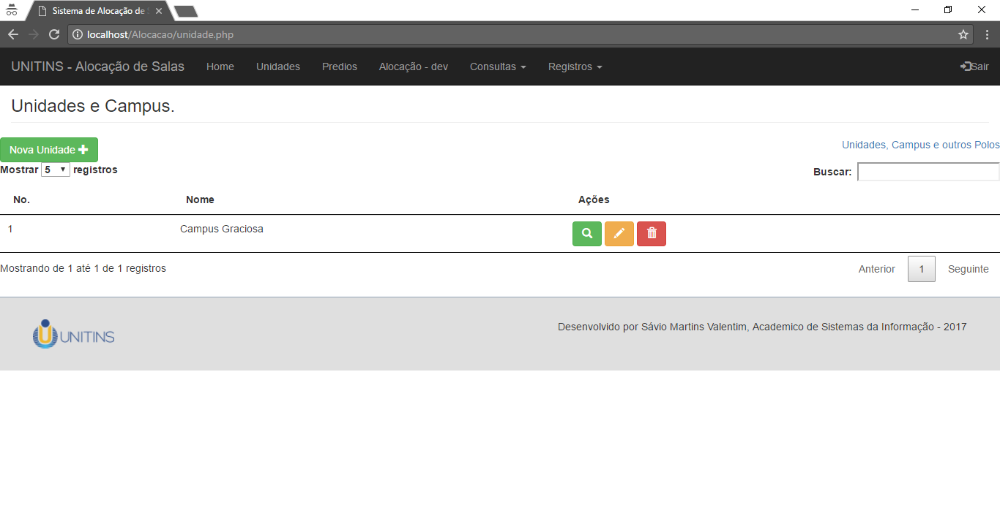 Sistema de Alocação de
localhost/Alocacao/unidade.php
UNITINS - Alocação de Salas Home Unidades Predios Alocação - dev Consultas Registros Sair
Unidades e Campus.
Nova Unidade Unidades, Campus e outros Polos
Mostrar 5 registros Buscar:
No. Nome Ações
1 Campus Graciosa
Mostrando de 1 até 1 de 1 registros Anterior 1 Seguinte
UNITINS Desenvolvido por Sávio Martins Valentim, Academico de Sistemas da Informação - 2017